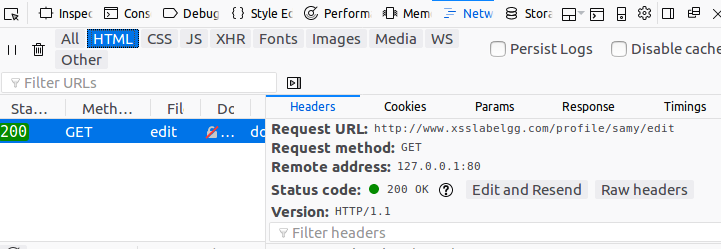 Inspec Conso Debug Style Ec Perform Mem Netw Stora
All HTML CSS JS XHR Fonts Images Media WS
Other
Persist Logs Disable cache
Filter URLs
Sta... Meth... Fil Dc
Headers Cookies Params Response Timings
200 GET edit ... do
Request URL: http://www.xsslabelgg.com/profile/samy/edit
Request method: GET
Remote address: 127.0.0.1:80
Status code: 200 OK ? Edit and Resend Raw headers
Version: HTTP/1.1
Filter headers